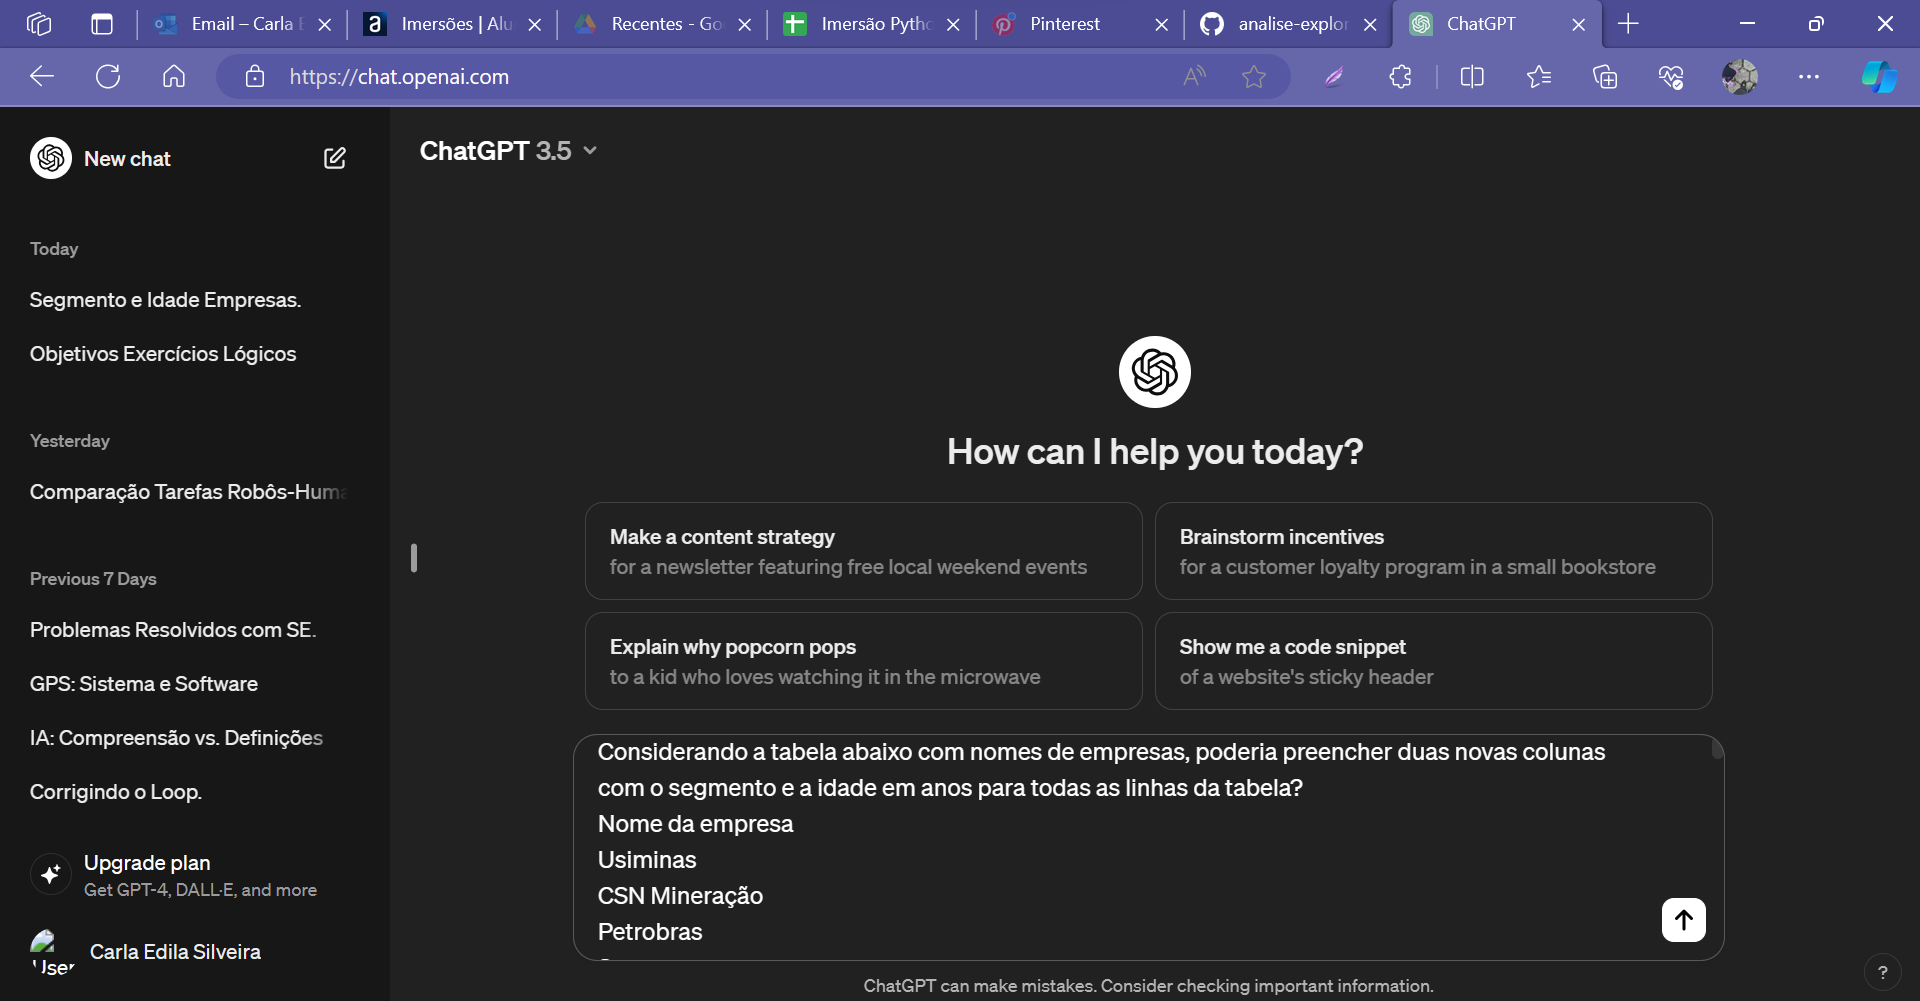 Email – Carla E
Imersões | Alu
Recentes - Go
Imersão Pytho
Pinterest
analise-explor
ChatGPT
https://chat.openai.com
New chat
Today
Segmento e Idade Empresas.
Objetivos Exercícios Lógicos
Yesterday
Comparação Tarefas Robôs-Huma
Previous 7 Days
Problemas Resolvidos com SE.
GPS: Sistema e Software
IA: Compreensão vs. Definições
Corrigindo o Loop.
Upgrade plan
Get GPT-4, DALL·E, and more
User
Carla Edila Silveira
ChatGPT 3.5
How can I help you today?
Make a content strategy
for a newsletter featuring free local weekend events
Brainstorm incentives
for a customer loyalty program in a small bookstore
Explain why popcorn pops
to a kid who loves watching it in the microwave
Show me a code snippet
of a website's sticky header
Considerando a tabela abaixo com nomes de empresas, poderia preencher duas novas colunas
com o segmento e a idade em anos para todas as linhas da tabela?
Nome da empresa
Usiminas
CSN Mineração
Petrobras
ChatGPT can make mistakes. Consider checking important information.
?